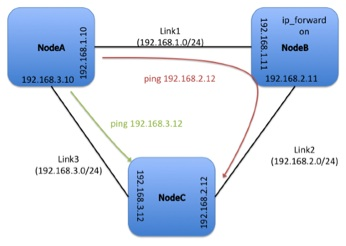 Link1
(192.168.1.0/24)
NodeA
192.168.1.10
192.168.3.10
ip_forward
on
NodeB
192.168.1.11
192.168.2.11
ping 192.168.2.12
ping 192.168.3.12
Link3
(192.168.3.0/24)
Link2
(192.168.2.0/24)
NodeC
192.168.3.12
192.168.2.12